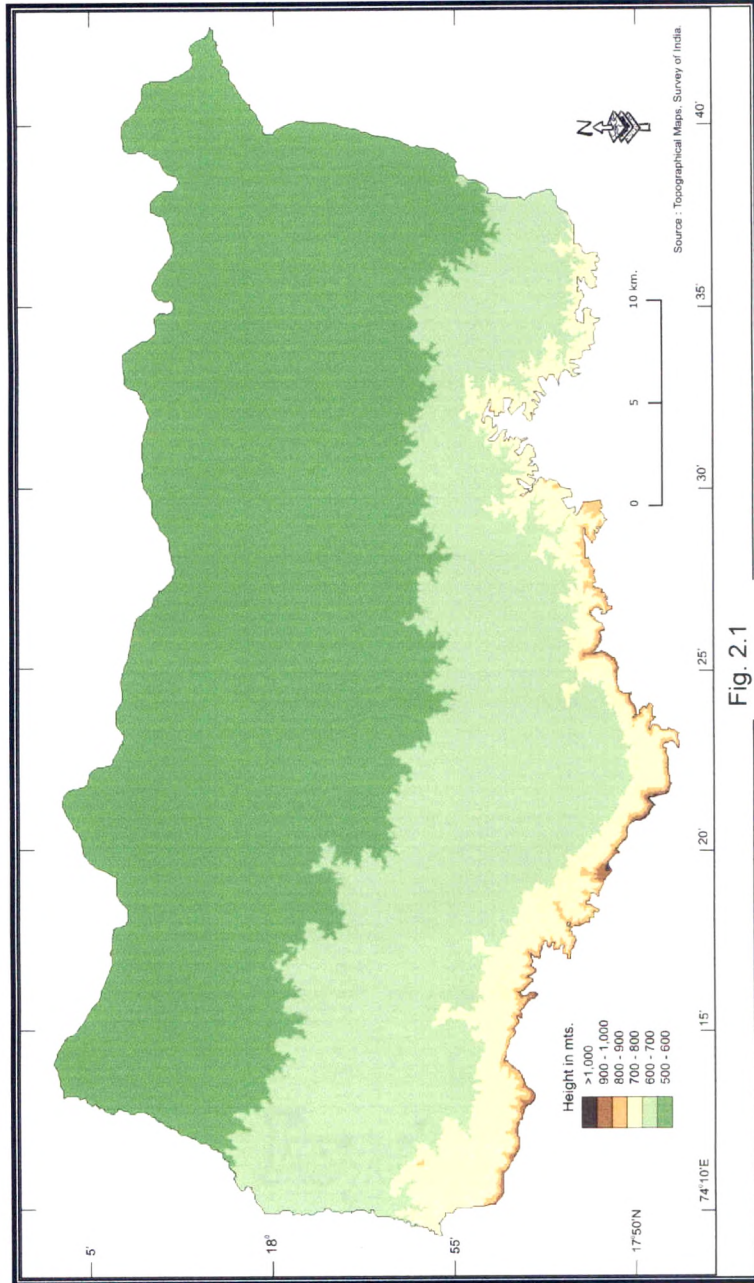 5'
18°
55'
17°50'N
74°10'E
15'
20'
25'
30'
35'
40'
Height in mts.
>1,000
900 - 1,000
800 - 900
700 - 800
600 - 700
500 - 600
0 5 10 km.
N
Source : Topographical Maps, Survey of India.
Fig. 2.1